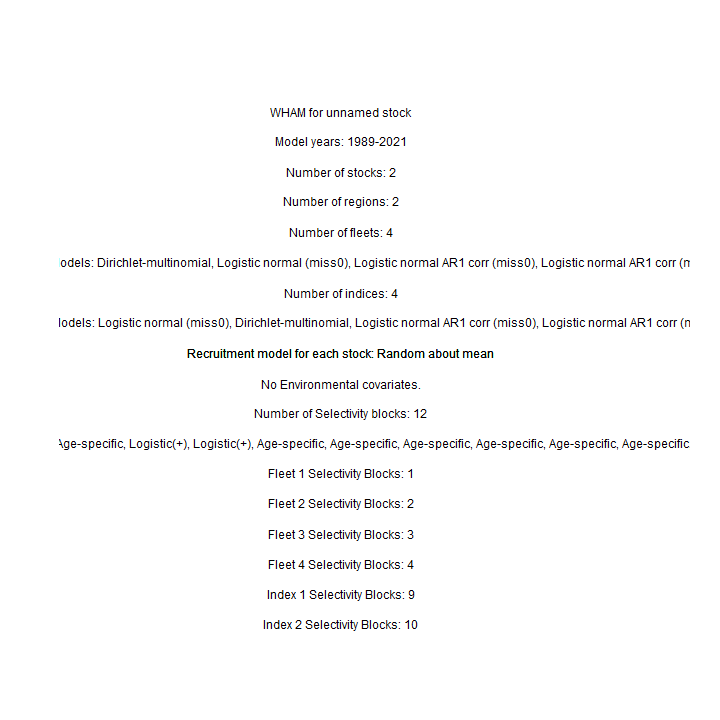 WHAM for unnamed stock
Model years: 1989-2021
Number of stocks: 2
Number of regions: 2
Number of fleets: 4
odels: Dirichlet-multinomial, Logistic normal (miss0), Logistic normal AR1 corr (miss0), Logistic normal AR1 corr (m
Number of indices: 4
lodels: Logistic normal (miss0), Dirichlet-multinomial, Logistic normal AR1 corr (miss0), Logistic normal AR1 corr (n
Recruitment model for each stock: Random about mean
No Environmental covariates.
Number of Selectivity blocks: 12
Age-specific, Logistic(+), Logistic(+), Age-specific, Age-specific, Age-specific, Age-specific, Age-specific, Age-specific
Fleet 1 Selectivity Blocks: 1
Fleet 2 Selectivity Blocks: 2
Fleet 3 Selectivity Blocks: 3
Fleet 4 Selectivity Blocks: 4
Index 1 Selectivity Blocks: 9
Index 2 Selectivity Blocks: 10